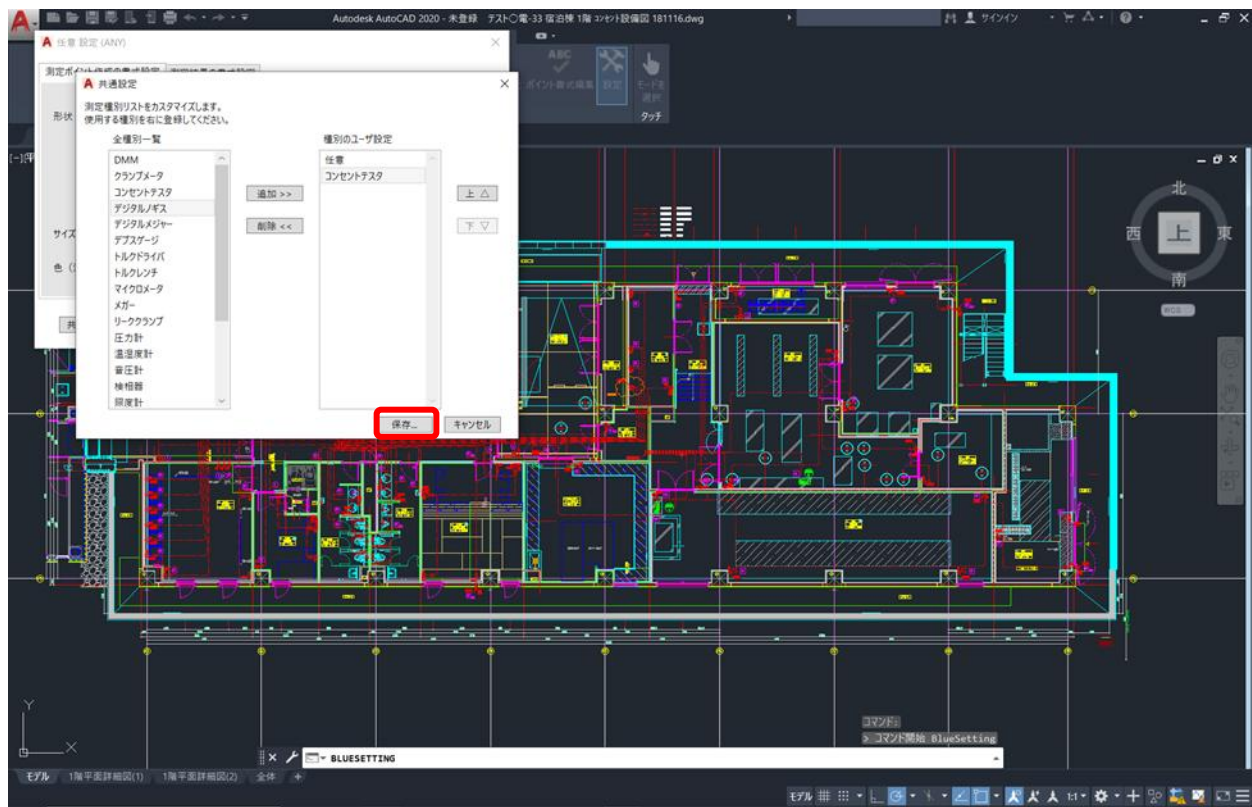 Autodesk AutoCAD 2020 - 未登録 テスト○電-33 宿泊棟 1階 コンセント設備図 181116.dwg
サインイン
任意 設定 (ANY)
ABC
ポイント書式編集
設定
モードを
選択
タッチ
共通設定
測定種別リストをカスタマイズします。
使用する種別を右に登録してください。
形状
全種別一覧
種別のユーザ設定
DMM
クランプメータ
コンセントテスタ
デジタルノギス
デジタルメジャー
デプスゲージ
トルクドライバ
トルクレンチ
マイクロメータ
メガー
リーククランプ
圧力計
温湿度計
音圧計
検相器
照度計
任意
コンセントテスタ
追加 >>
削除 <<
上 △
下 ▽
サイズ
色
共
保存...
キャンセル
北
西
上
東
南
WCS
Y
X
コマンド:
> コマンド開始 BlueSetting
BLUESETTING
モデル
1階平面詳細図(1)
1階平面詳細図(2)
全体
+
モデル
1:1